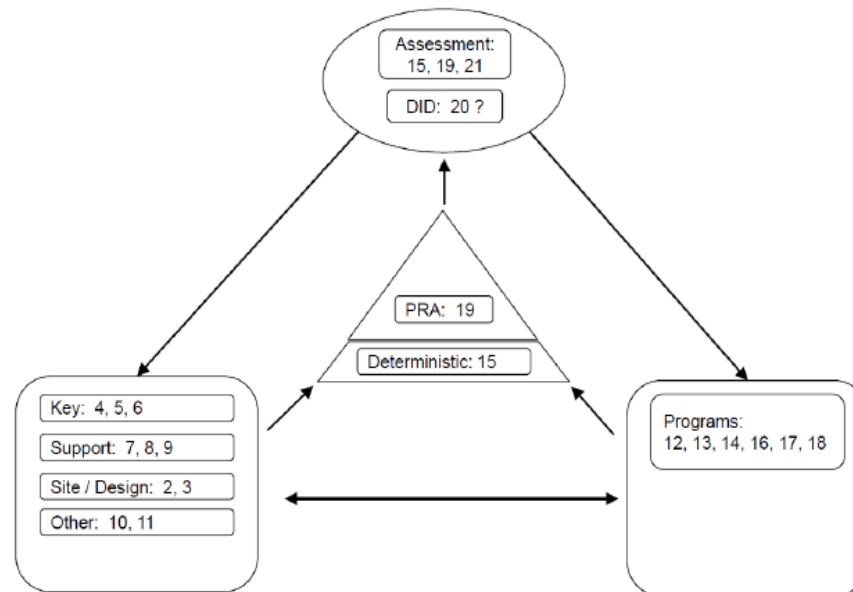 Assessment:
15, 19, 21
DID: 20 ?
PRA: 19
Deterministic: 15
Key: 4, 5, 6
Support: 7, 8, 9
Site / Design: 2, 3
Other: 10, 11
Programs:
12, 13, 14, 16, 17, 18